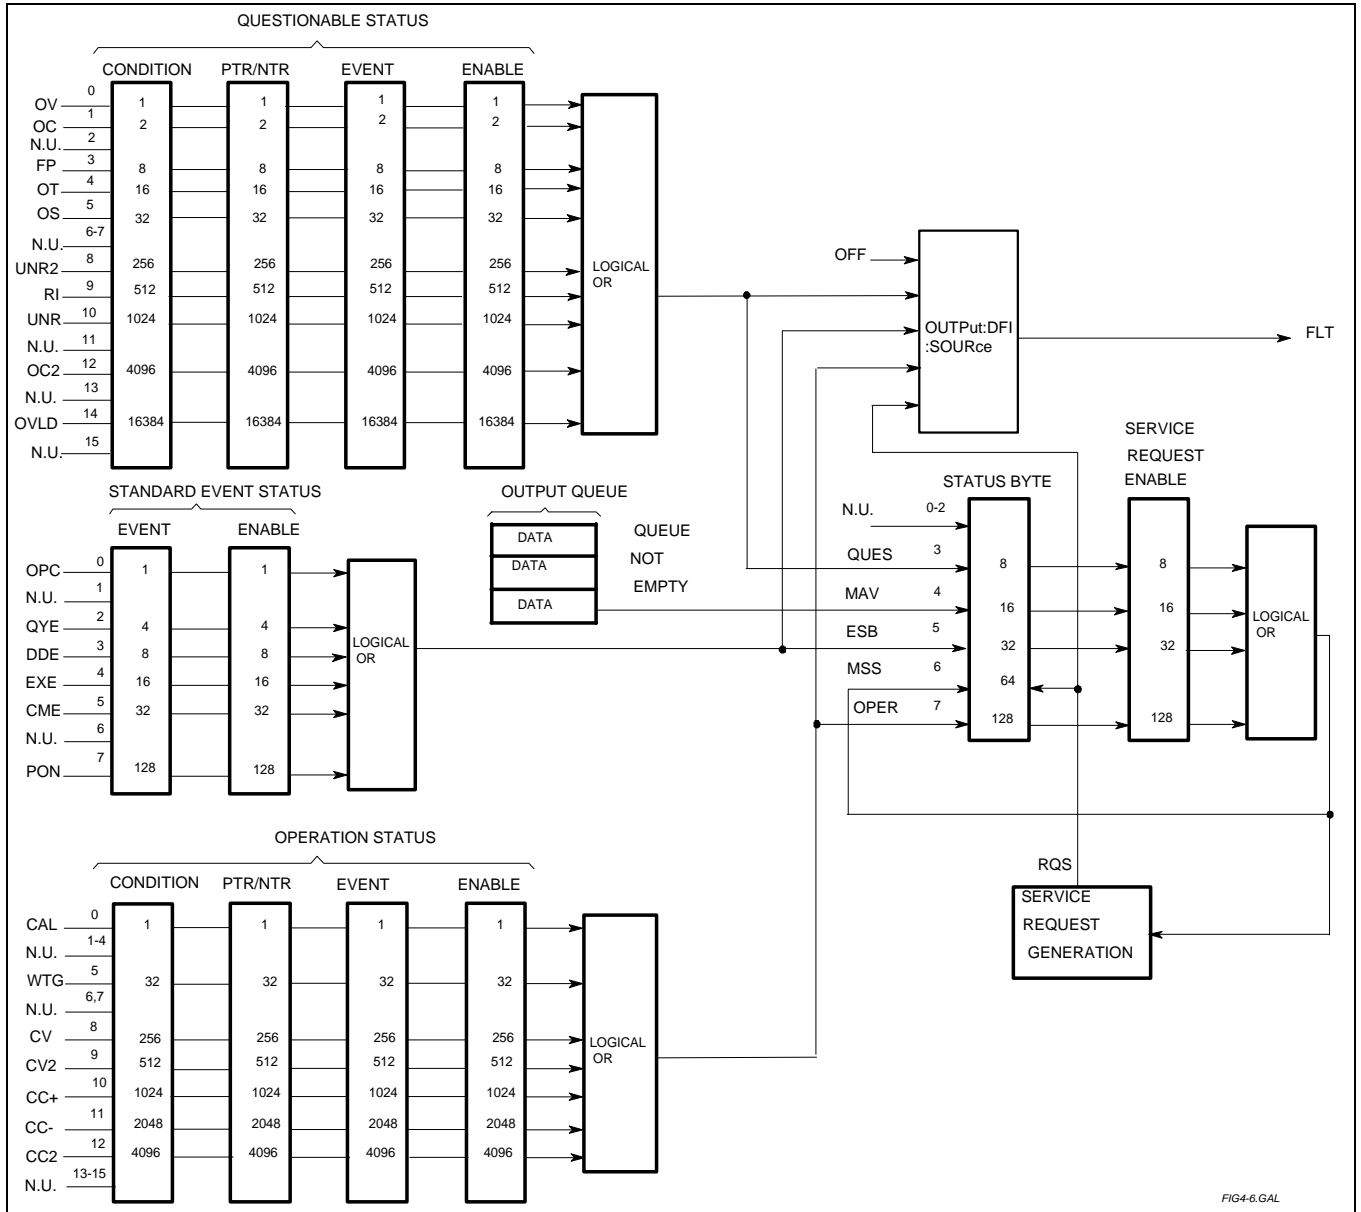 QUESTIONABLE STATUS
CONDITION PTR/NTR EVENT ENABLE
OV 0 1 1 1 1
OC 1 2 2 2 2
N.U. 2
FP 3 8 8 8 8
OT 4 16 16 16 16
OS 5 32 32 32 32
N.U. 6-7
UNR2 8 256 256 256 256
RI 9 512 512 512 512
UNR 10 1024 1024 1024 1024
N.U. 11
OC2 12 4096 4096 4096 4096
N.U. 13
OVLD 14 16384 16384 16384 16384
N.U. 15
LOGICAL
OR
OFF
OUTPut:DFI
:SOURce
FLT
STANDARD EVENT STATUS
EVENT ENABLE
OPC 0 1 1
N.U. 1
QYE 2 4 4
DDE 3 8 8
EXE 4 16 16
CME 5 32 32
N.U. 6
PON 7 128 128
LOGICAL
OR
OUTPUT QUEUE
DATA
DATA
DATA
QUEUE
NOT
EMPTY
STATUS BYTE
SERVICE
REQUEST
ENABLE
N.U. 0-2
QUES 3 8 8
MAV 4 16 16
ESB 5 32 32
MSS 6 64
OPER 7 128 128
LOGICAL
OR
RQS
SERVICE
REQUEST
GENERATION
OPERATION STATUS
CONDITION PTR/NTR EVENT ENABLE
CAL 0 1 1 1 1
N.U. 1-4
WTG 5 32 32 32 32
N.U. 6,7
CV 8 256 256 256 256
CV2 9 512 512 512 512
CC+ 10 1024 1024 1024 1024
CC- 11 2048 2048 2048 2048
CC2 12 4096 4096 4096 4096
N.U. 13-15
LOGICAL
OR
FIG4-6.GAL